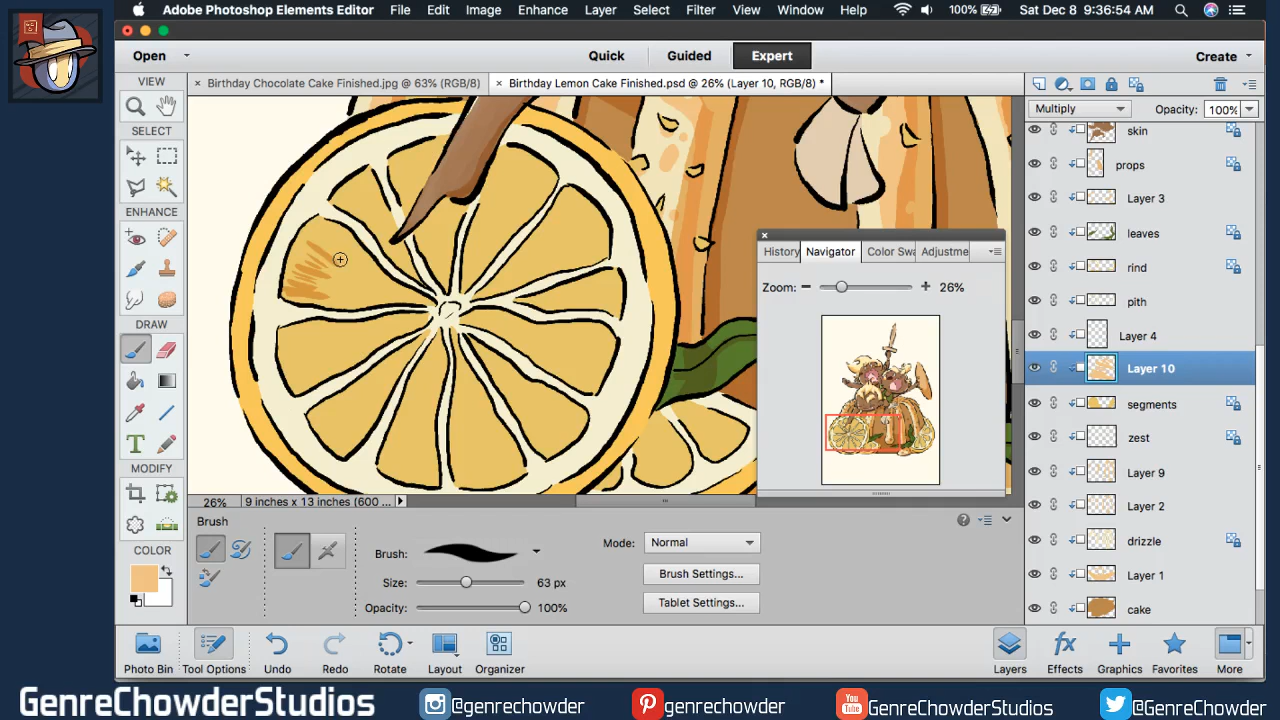 Adobe Photoshop Elements Editor File Edit Image Enhance Layer Select Filter View Window Help 100% Sat Dec 8 9:36:54 AM
Open Quick Guided Expert Create
VIEW
SELECT
ENHANCE
DRAW
MODIFY
COLOR
× Birthday Chocolate Cake Finished.jpg @ 63% (RGB/8) × Birthday Lemon Cake Finished.psd @ 26% (Layer 10, RGB/8) *
Multiply Opacity: 100%
skin
props
Layer 3
leaves
rind
pith
Layer 4
Layer 10
segments
zest
Layer 9
Layer 2
drizzle
Layer 1
cake
History Navigator Color Swa Adjustme
Zoom: 26%
26% 9 inches x 13 inches (600 ...
Brush
Brush:
Size: 63 px
Opacity: 100%
Mode: Normal
Brush Settings...
Tablet Settings...
Photo Bin Tool Options Undo Redo Rotate Layout Organizer Layers Effects Graphics Favorites More
GenreChowderStudios @genrechowder genrechowder GenreChowderStudios @GenreChowder